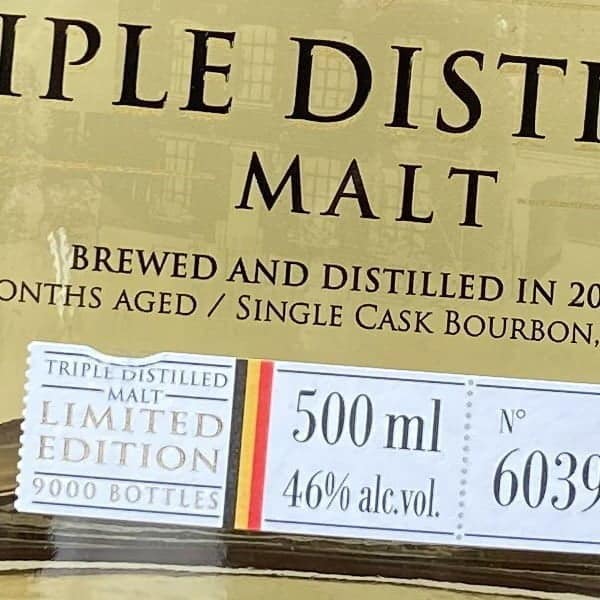 IPLE DISTI
MALT
BREWED AND DISTILLED IN 20
ONTHS AGED / SINGLE CASK BOURBON,
TRIPLE DISTILLED
MALT
LIMITED
EDITION
9000 BOTTLES
500 ml
46% alc.vol.
N°
6039